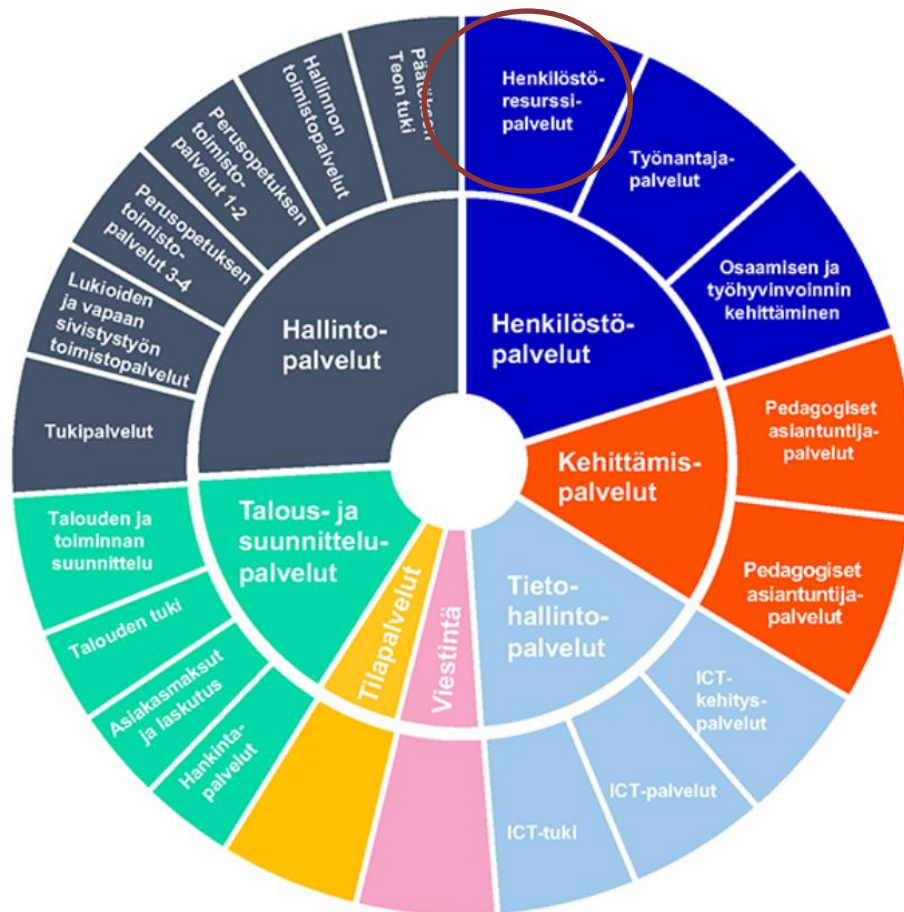 Henkilöstö-
palvelut
Henkilöstö-
resurssi-
palvelut
Työnantaja-
palvelut
Osaamisen ja
työhyvinvoinnin
kehittäminen
Kehittämis-
palvelut
Pedagogiset
asiantuntija-
palvelut
Pedagogiset
asiantuntija-
palvelut
Tieto-
hallinto-
palvelut
ICT-
kehitys-
palvelut
ICT-palvelut
ICT-tuki
Viestintä
Tilapalvelut
Talous- ja
suunnittelu-
palvelut
Hankinta-
palvelut
Asiakasmaksut
ja laskutus
Talouden tuki
Talouden ja
toiminnan
suunnittelu
Hallinto-
palvelut
Tukipalvelut
Lukioiden
ja vapaan
sivistystyön
toimistopalvelut
Perusopetuksen
toimisto-
palvelut 3-4
Perusopetuksen
toimisto-
palvelut 1-2
Hallinnon
toimistopalvelut
Päätöksen
Teon tuki